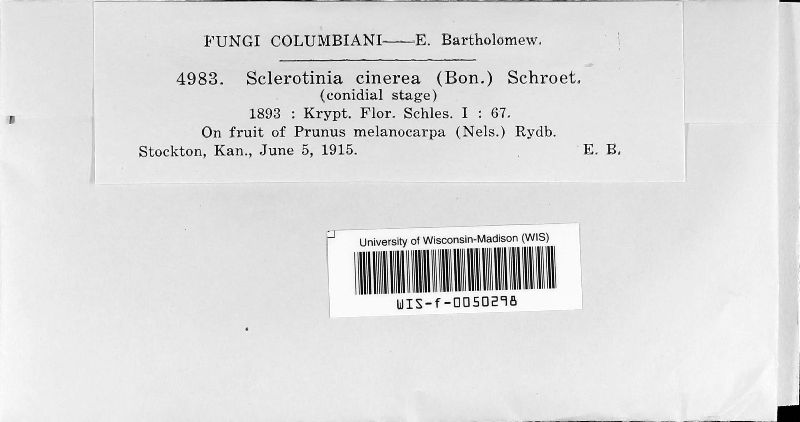 FUNGI COLUMBIANI—E. Bartholomew.
4983. Sclerotinia cinerea (Bon.) Schroet.
(conidial stage)
1893 : Krypt. Flor. Schles. I : 67.
On fruit of Prunus melanocarpa (Nels.) Rydb.
Stockton, Kan., June 5, 1915. E. B.
University of Wisconsin-Madison (WIS)
WIS-f-0050298